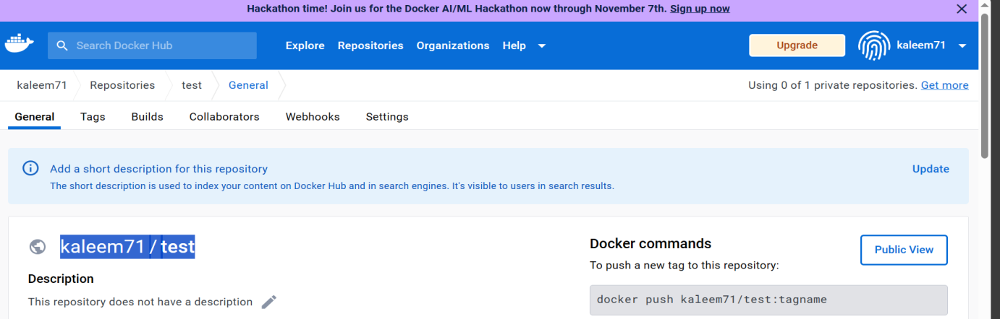 Hackathon time! Join us for the Docker AI/ML Hackathon now through November 7th. Sign up now
Search Docker Hub
Explore Repositories Organizations Help
Upgrade
kaleem71
kaleem71 Repositories test General
Using 0 of 1 private repositories. Get more
General Tags Builds Collaborators Webhooks Settings
Add a short description for this repository
Update
The short description is used to index your content on Docker Hub and in search engines. It's visible to users in search results.
kaleem71 / test
Description
This repository does not have a description
Docker commands
Public View
To push a new tag to this repository:
docker push kaleem71/test:tagname